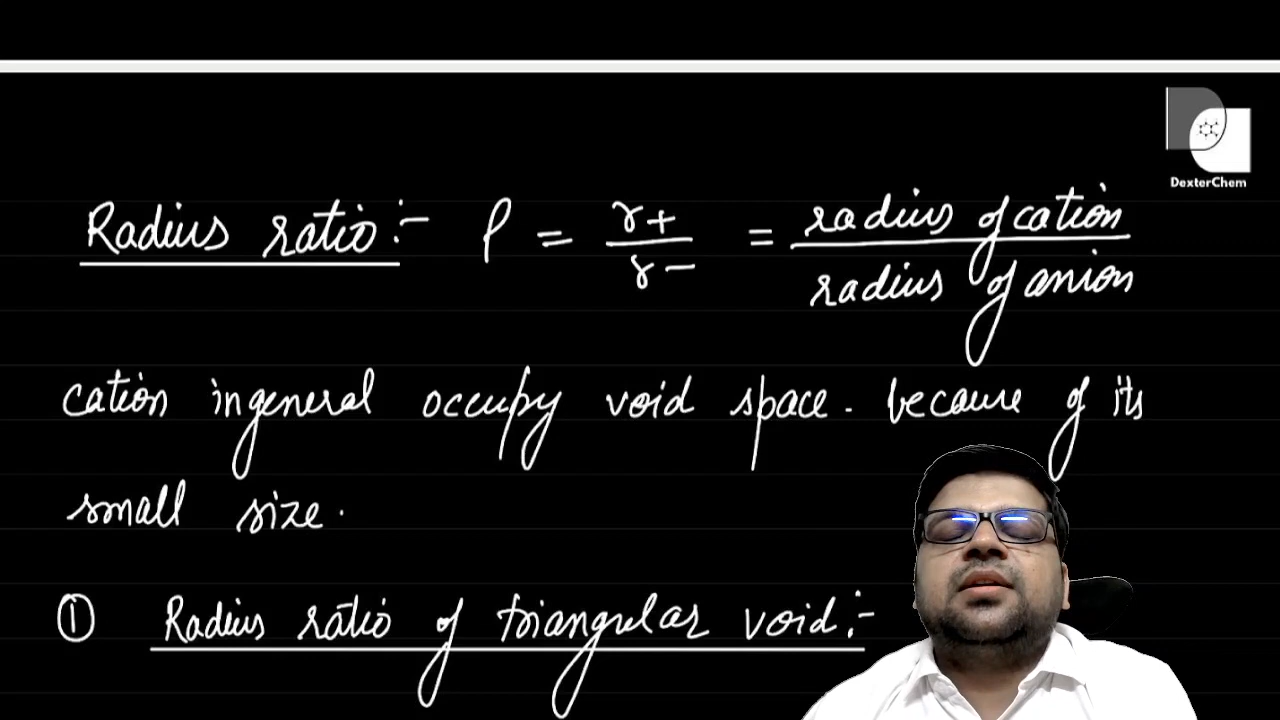 DexterChem
Radius ratio :- ρ = r+ / r- = radius of cation / radius of anion
cation in general occupy void space. because of its
small size.
① Radius ratio of triangular void :-